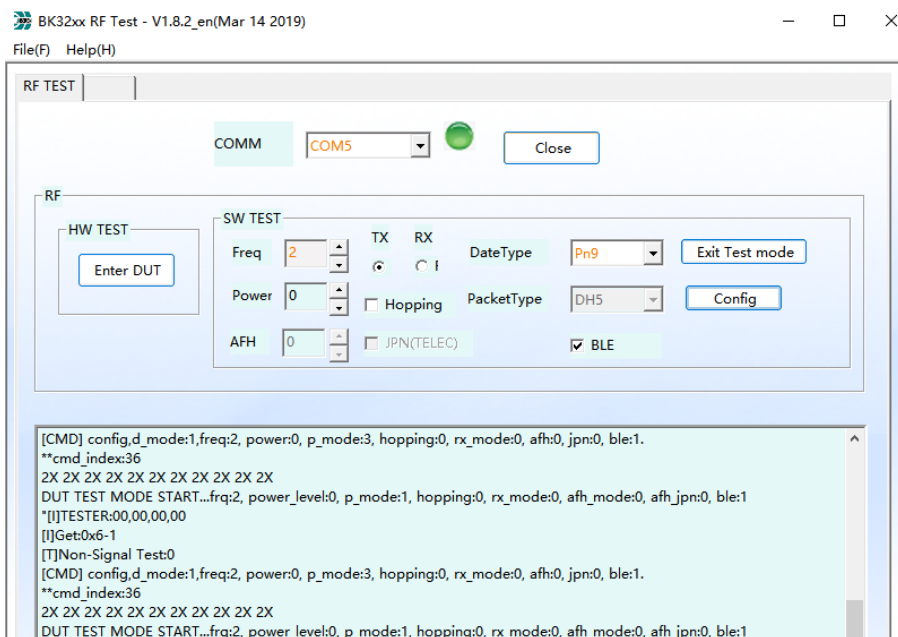 BK32xx RF Test - V1.8.2_en(Mar 14 2019)
File(F) Help(H)
RF TEST
COMM COM5 Close
RF
HW TEST
Enter DUT
SW TEST
TX RX
Freq 2 DateType Pn9 Exit Test mode
Power 0 Hopping PacketType DH5 Config
AFH 0 JPN(TELEC) BLE
[CMD] config,d_mode:1,freq:2, power:0, p_mode:3, hopping:0, rx_mode:0, afh:0, jpn:0, ble:1.
**cmd_index:36
2X 2X 2X 2X 2X 2X 2X 2X 2X 2X 2X
DUT TEST MODE START...frq:2, power_level:0, p_mode:1, hopping:0, rx_mode:0, afh_mode:0, afh_jpn:0, ble:1
"[I]TESTER:00,00,00,00
[I]Get:0x6-1
[T]Non-Signal Test:0
[CMD] config,d_mode:1,freq:2, power:0, p_mode:3, hopping:0, rx_mode:0, afh:0, jpn:0, ble:1.
**cmd_index:36
2X 2X 2X 2X 2X 2X 2X 2X 2X 2X 2X
DUT TEST MODE START...frq:2, power_level:0, p_mode:1, hopping:0, rx_mode:0, afh_mode:0, afh_jpn:0, ble:1